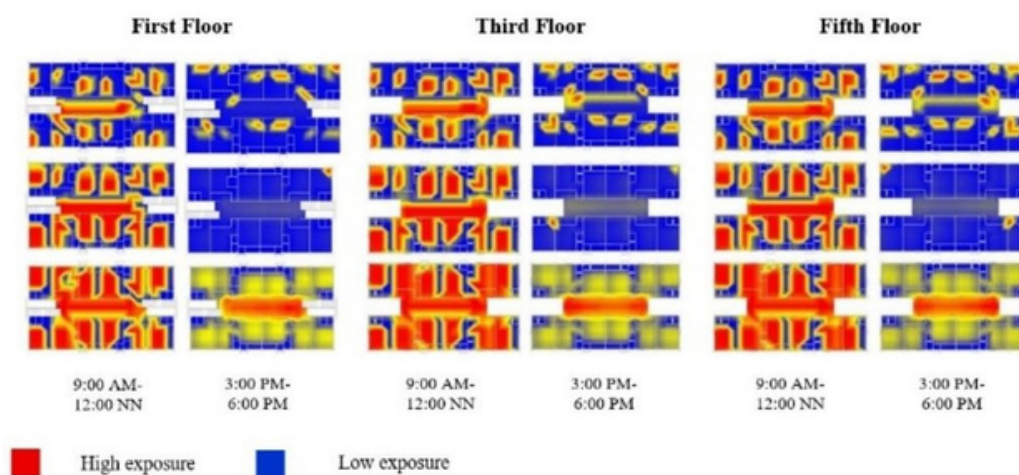 First Floor Third Floor Fifth Floor
9:00 AM- 3:00 PM- 9:00 AM- 3:00 PM- 9:00 AM- 3:00 PM-
12:00 NN 6:00 PM 12:00 NN 6:00 PM 12:00 NN 6:00 PM
High exposure Low exposure